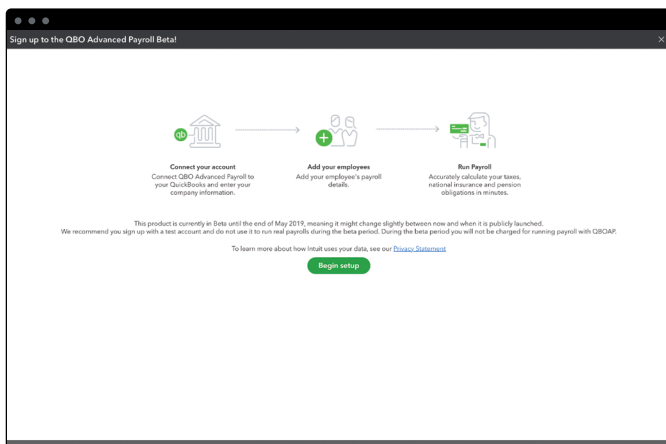 Sign up to the QBO Advanced Payroll Beta!
qb
Connect your account
Connect QBO Advanced Payroll to
your QuickBooks and enter your
company information.
Add your employees
Add your employee's payroll
details.
Run Payroll
Accurately calculate your taxes,
national insurance and pension
obligations in minutes.
This product is currently in Beta until the end of May 2019, meaning it might change slightly between now and when it is publicly launched.
We recommend you sign up with a test account and do not use it to run real payrolls during the beta period. During the beta period you will not be charged for running payroll with QBOAP.
To learn more about how Intuit uses your data, see our Privacy Statement
Begin setup